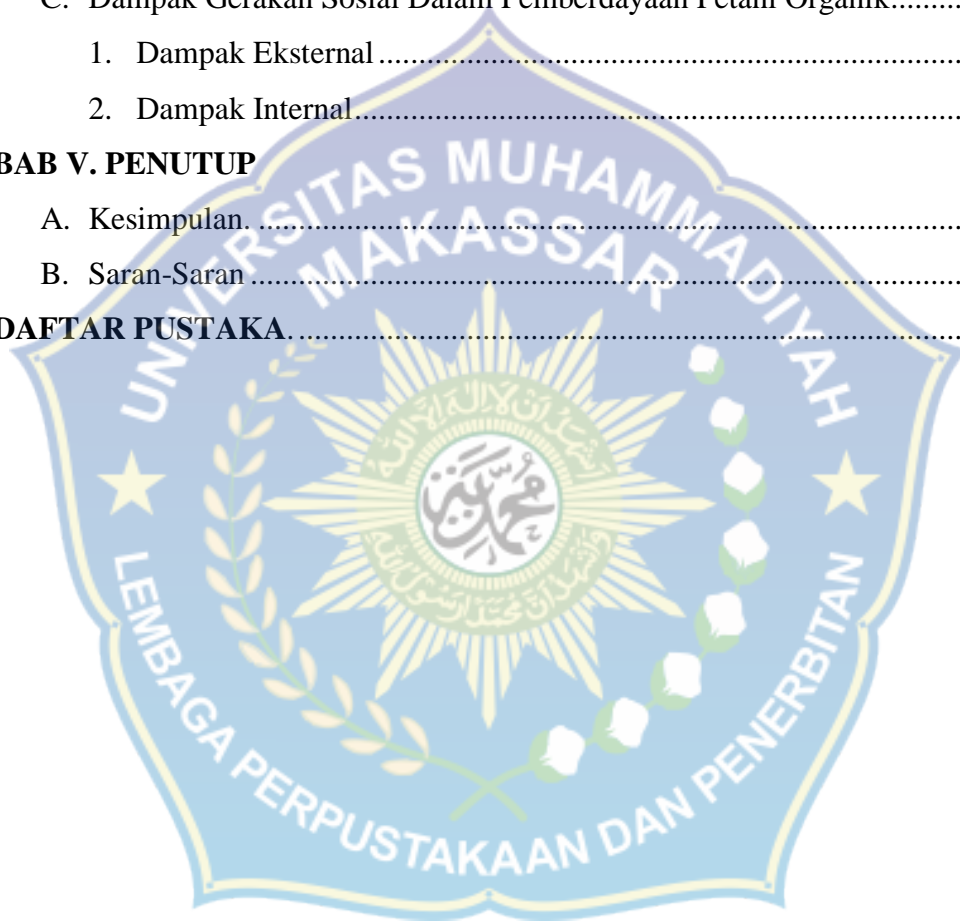 C. Dampak Gerakan Sosial Dalam Pemberdayaan Petani Organik.........
1. Dampak Eksternal ..........................................................................
2. Dampak Internal.............................................................................
BAB V. PENUTUP
A. Kesimpulan. ........................................................................................
B. Saran-Saran .........................................................................................
DAFTAR PUSTAKA. ...................................................................................
UNIVERSITAS MUHAMMADIYAH
MAKASSAR
LEMBAGA PERPUSTAKAAN DAN PENERBITAN